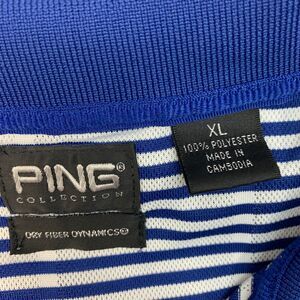 PING®
COLLECTION
DRY FIBER DYNAMICS®
XL
100% POLYESTER
MADE IN
CAMBODIA